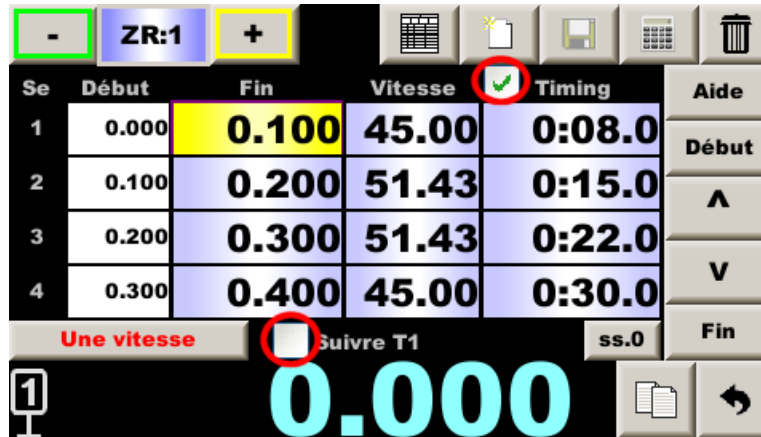 - ZR:1 +
Se Début Fin Vitesse Timing Aide
1 0.000 0.100 45.00 0:08.0
Début
2 0.100 0.200 51.43 0:15.0
Λ
3 0.200 0.300 51.43 0:22.0
V
4 0.300 0.400 45.00 0:30.0
Une vitesse Suivre T1 ss.0 Fin
1 0.000